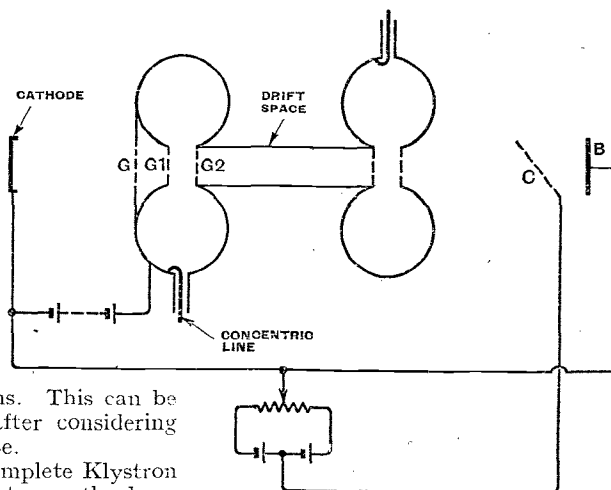 CATHODE
DRIFT
SPACE
G
G1
G2
B
C
CONCENTRIC
LINE
ns. This can be
after considering
e.
mplete Klystron